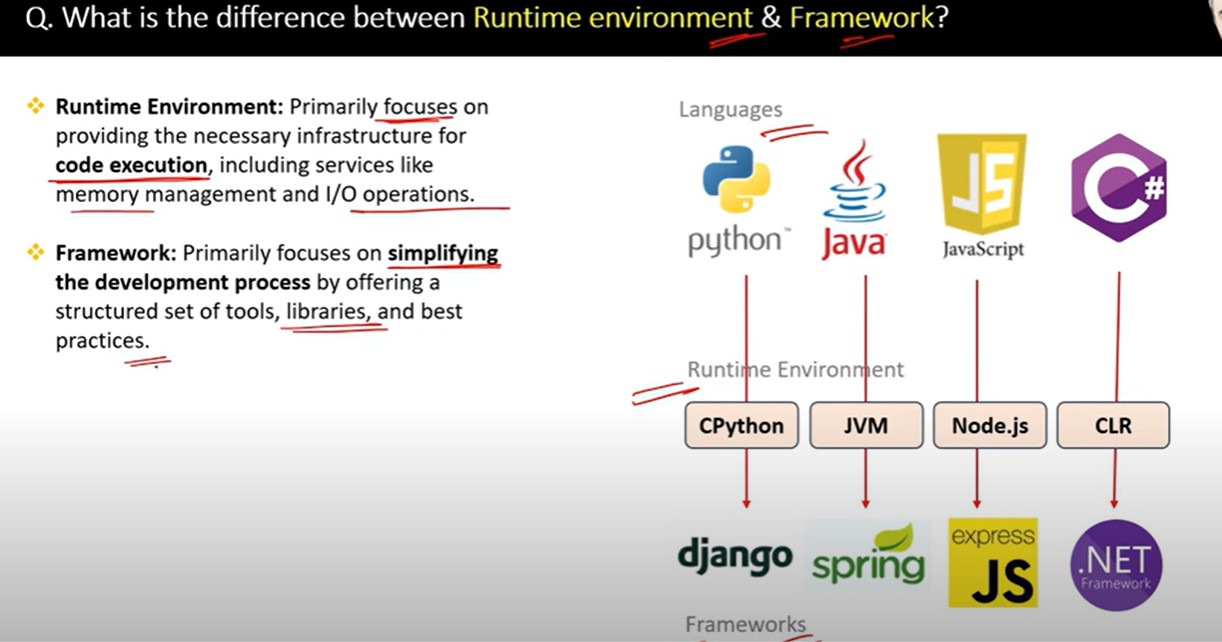 Q. What is the difference between Runtime environment & Framework?
Runtime Environment: Primarily focuses on
providing the necessary infrastructure for
code execution, including services like
memory management and I/O operations.
Framework: Primarily focuses on simplifying
the development process by offering a
structured set of tools, libraries, and best
practices.
Languages
python™
Java
JS
JavaScript
C#
Runtime Environment
CPython
JVM
Node.js
CLR
django
spring
express
JS
.NET
Framework
Frameworks